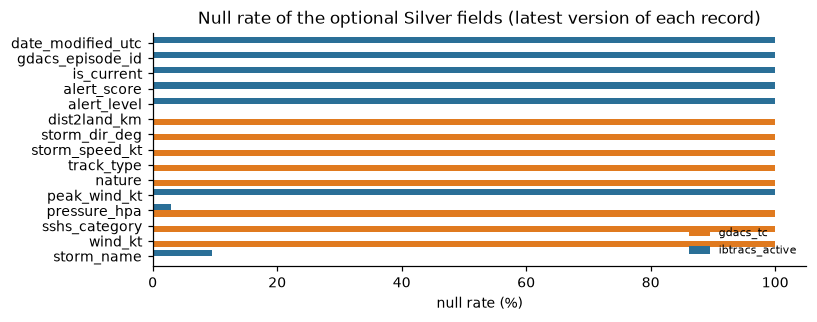 Null rate of the optional Silver fields (latest version of each record)
date_modified_utc
gdacs_episode_id
is_current
alert_score
alert_level
dist2land_km
storm_dir_deg
storm_speed_kt
track_type
nature
peak_wind_kt
pressure_hpa
sshs_category
wind_kt
storm_name
gdacs_tc
ibtracs_active
0 20 40 60 80 100
null rate (%)